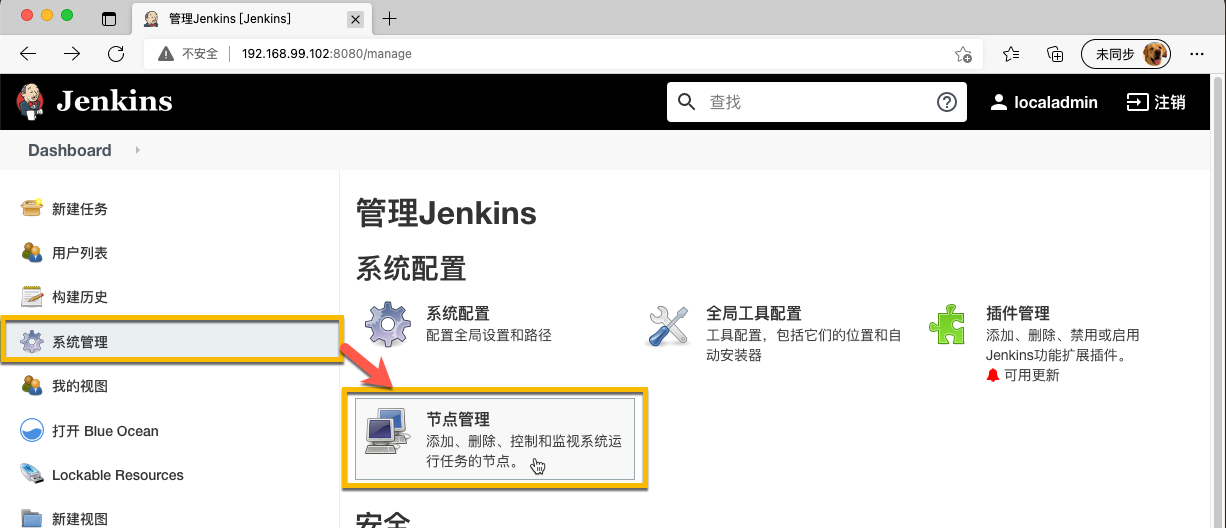 管理Jenkins [Jenkins]
不安全 192.168.99.102:8080/manage
未同步
Jenkins
查找
localadmin
注销
Dashboard
新建任务
用户列表
构建历史
系统管理
我的视图
打开 Blue Ocean
Lockable Resources
新建视图
管理Jenkins
系统配置
系统配置
配置全局设置和路径
全局工具配置
工具配置，包括它们的位置和自
动安装器
插件管理
添加、删除、禁用或启用
Jenkins功能扩展插件。
可用更新
节点管理
添加、删除、控制和监视系统运
行任务的节点。
安全